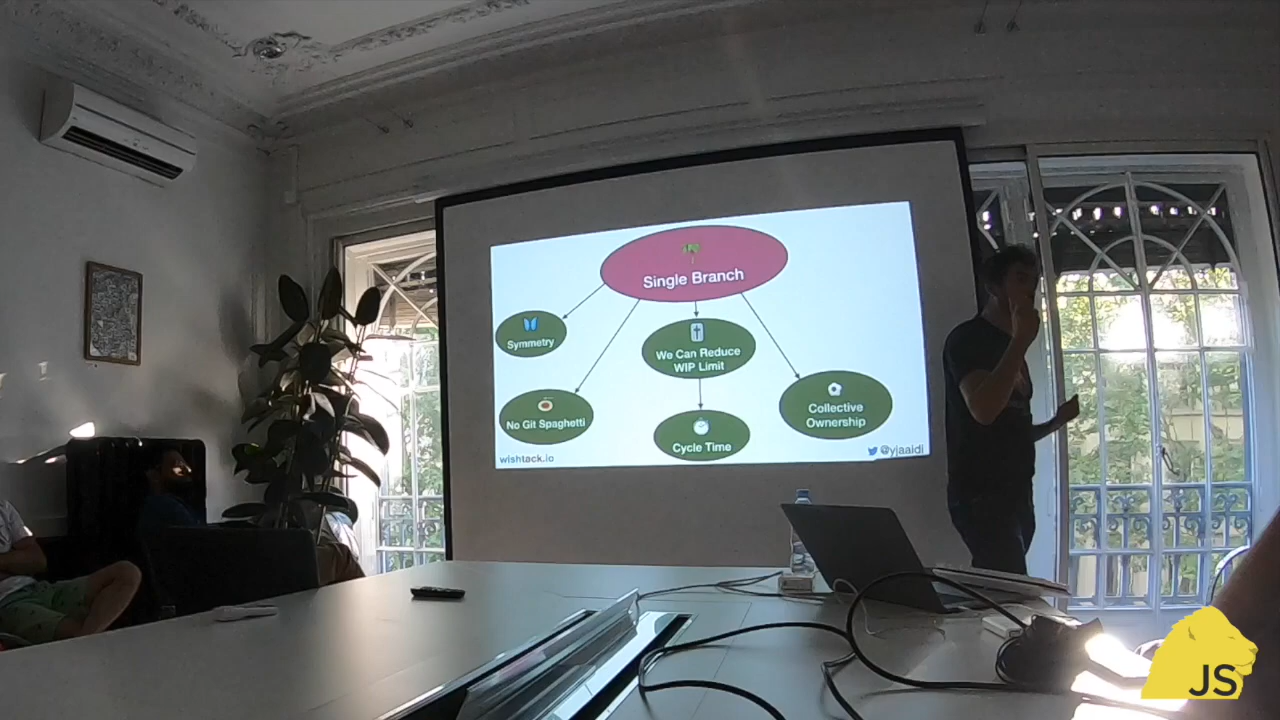 Single Branch
Symmetry
We Can Reduce
WIP Limit
No Git Spaghetti
Cycle Time
Collective
Ownership
wishtack.io
@yjaaidi
JS